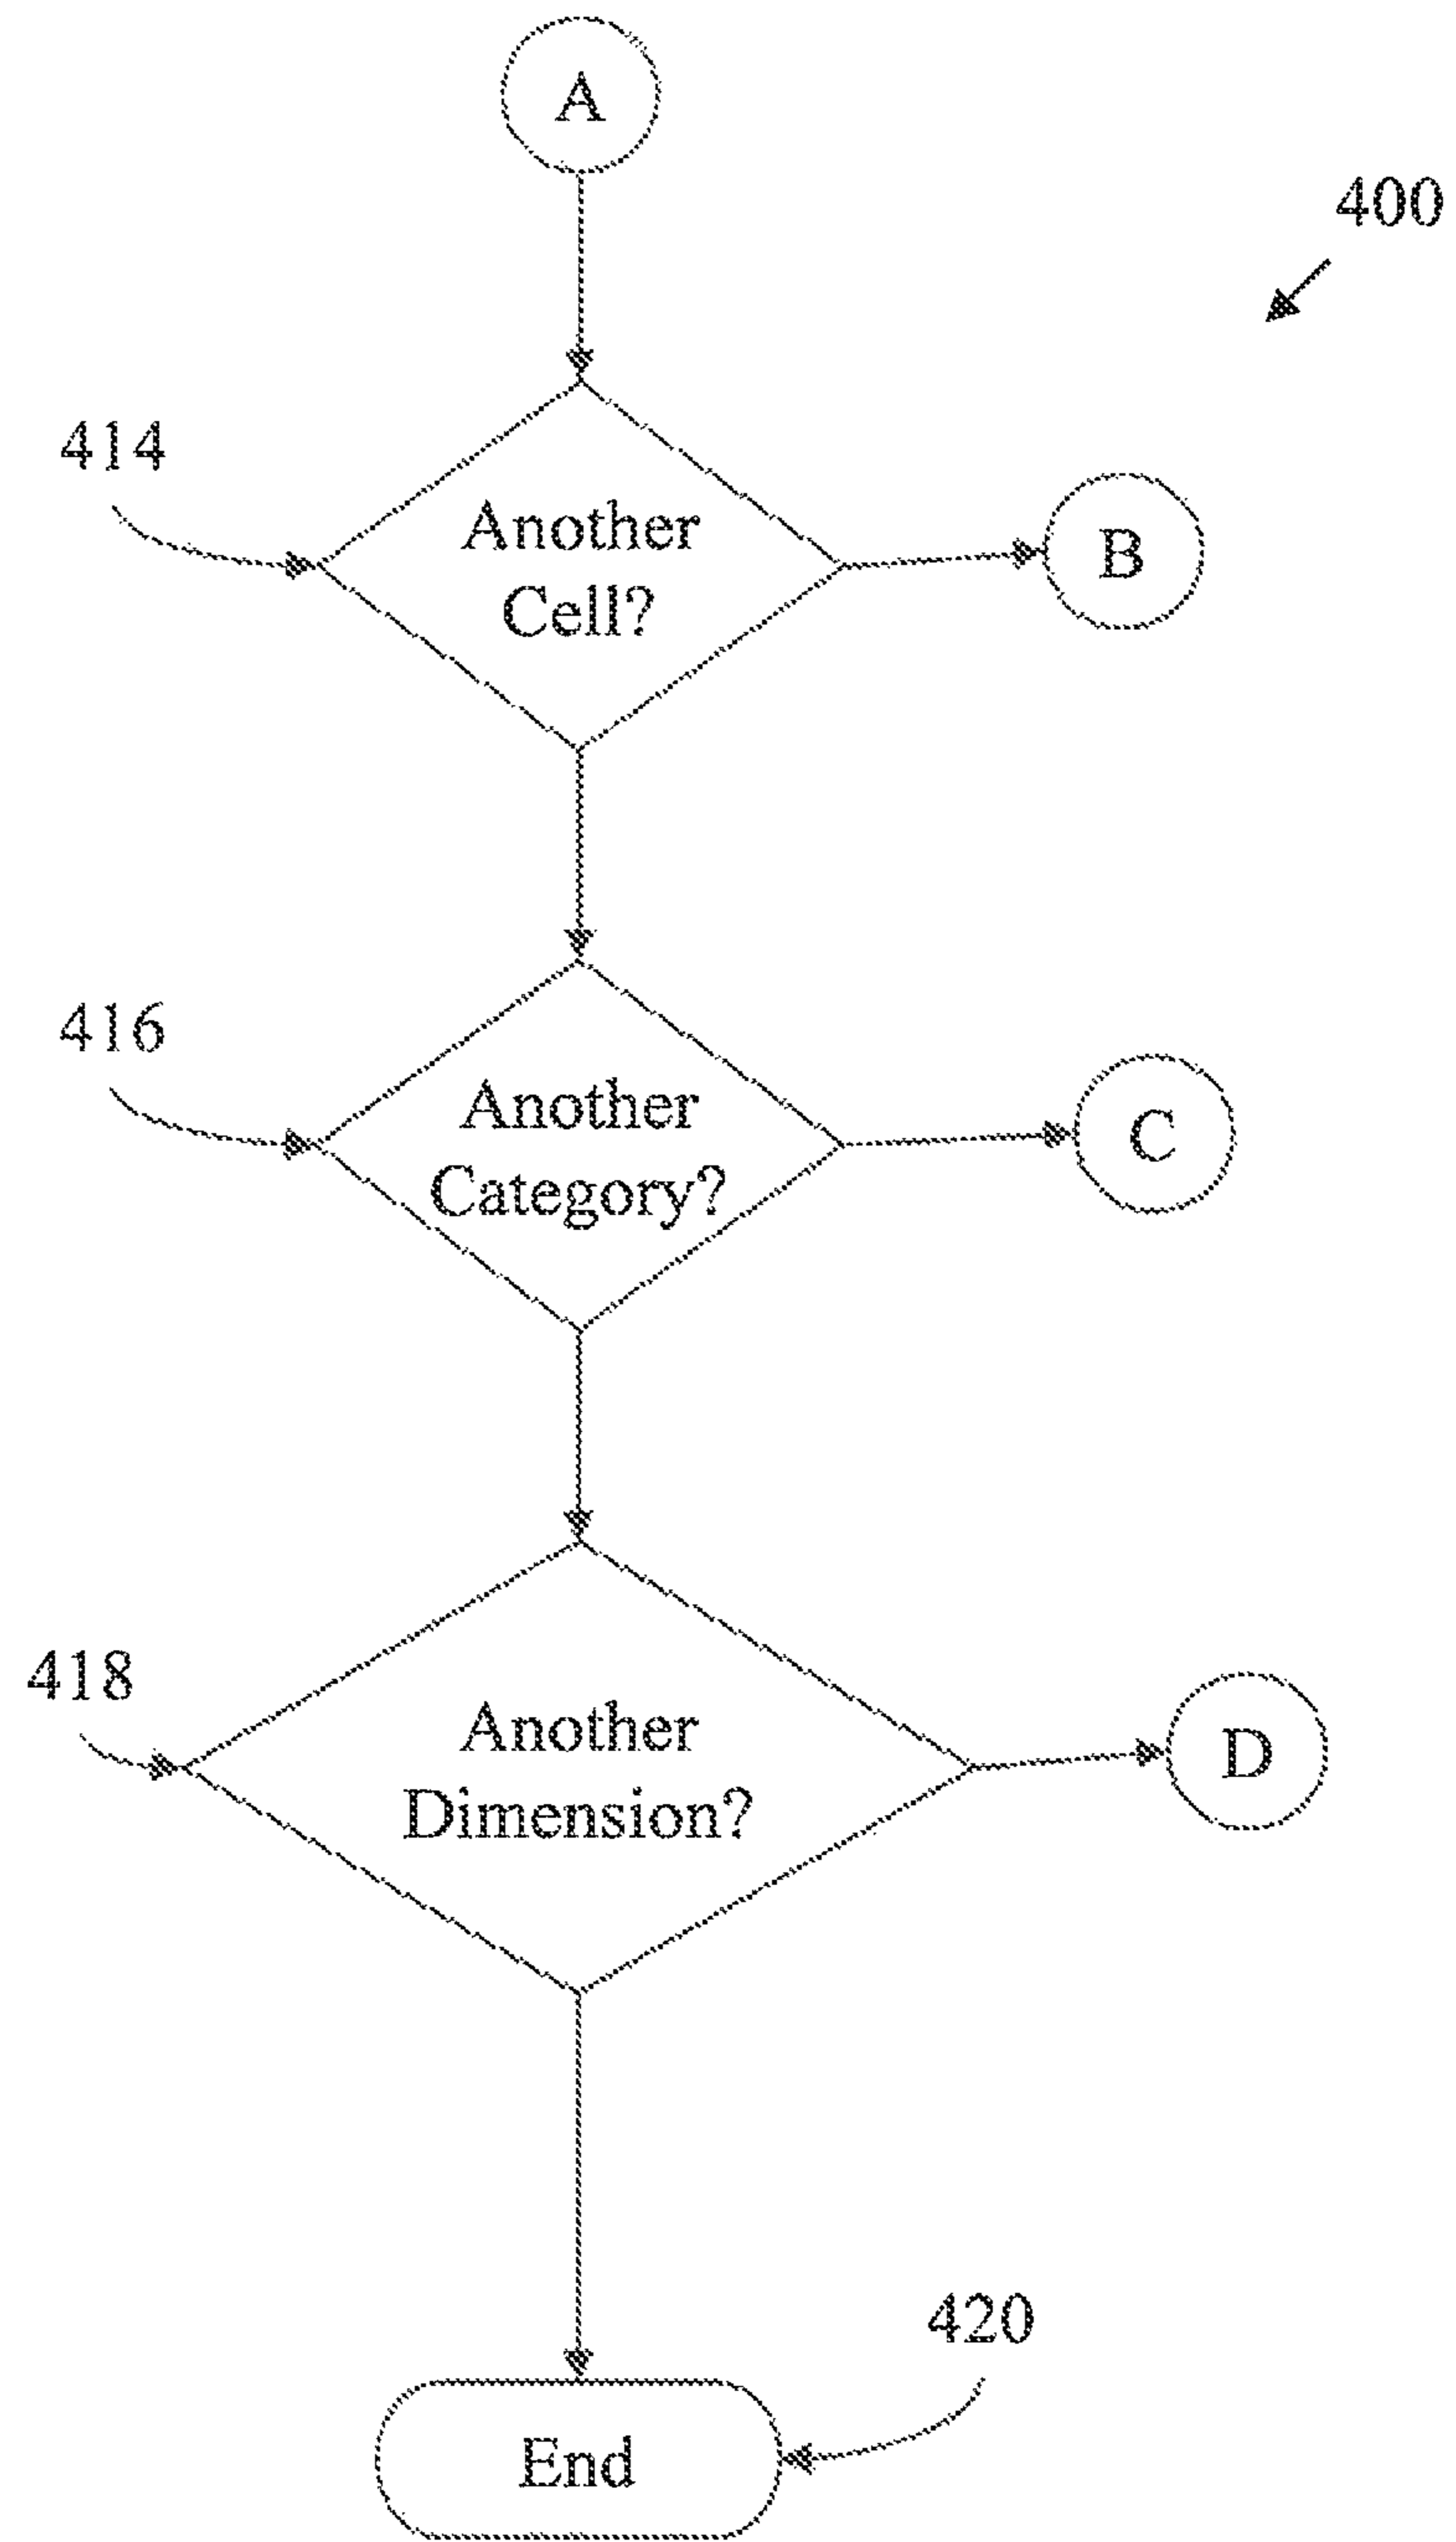 A
400
414
Another
Cell?
B
416
Another
Category?
C
418
Another
Dimension?
D
420
End